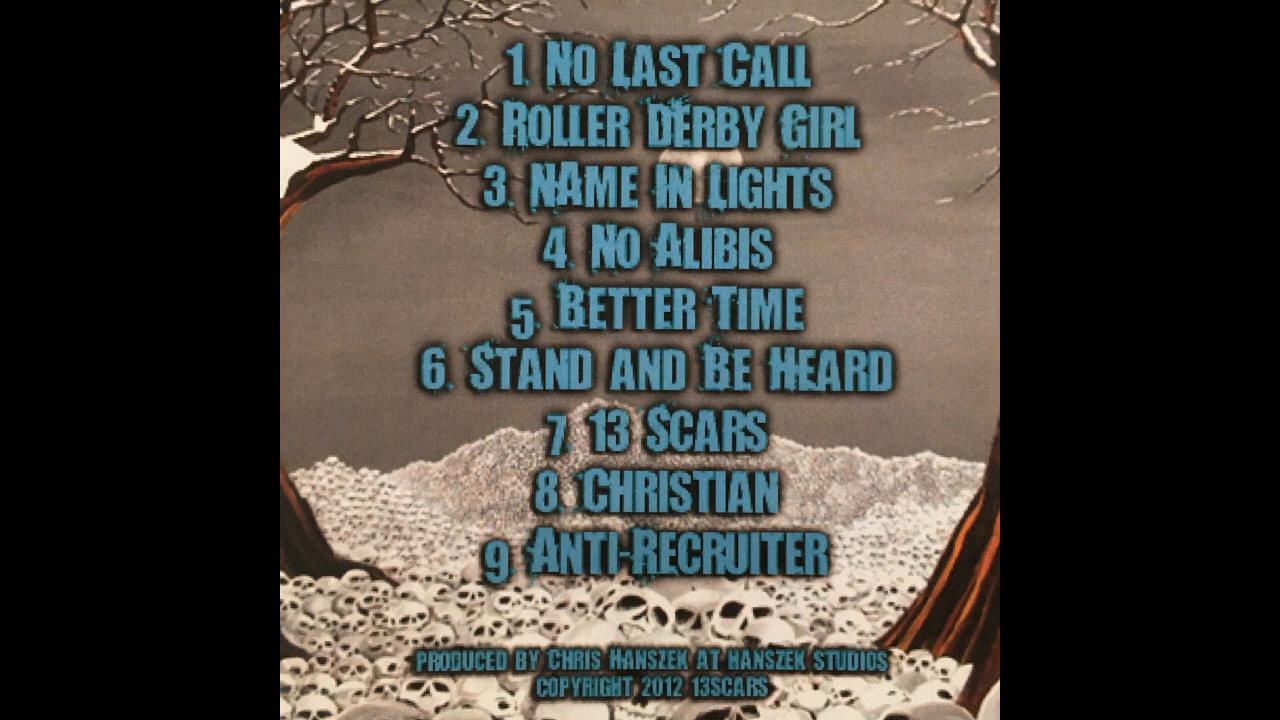 1. No Last Call
2. Roller Derby Girl
3. Name In Lights
4. No Alibis
5. Better Time
6. Stand and Be Heard
7. 13 Scars
8. Christian
9. Anti-Recruiter
Produced by Chris Hanszek at Hanszek Studios
Copyright 2012 13Scars